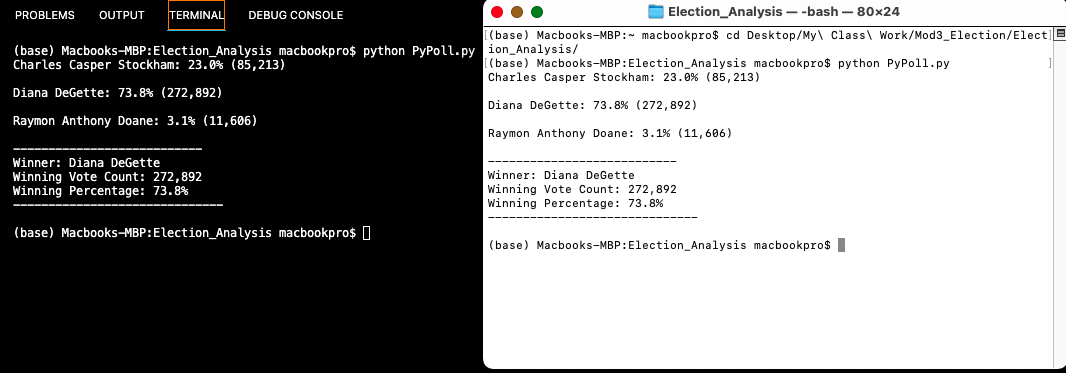 PROBLEMS OUTPUT TERMINAL DEBUG CONSOLE
(base) Macbooks-MBP:Election_Analysis macbookpro$ python PyPoll.py
Charles Casper Stockham: 23.0% (85,213)
Diana DeGette: 73.8% (272,892)
Raymon Anthony Doane: 3.1% (11,606)
---------------------------
Winner: Diana DeGette
Winning Vote Count: 272,892
Winning Percentage: 73.8%
------------------------------
(base) Macbooks-MBP:Election_Analysis macbookpro$
Election_Analysis — -bash — 80×24
[(base) Macbooks-MBP:~ macbookpro$ cd Desktop/My\ Class\ Work/Mod3_Election/Elect]
ion_Analysis/
[(base) Macbooks-MBP:Election_Analysis macbookpro$ python PyPoll.py ]
Charles Casper Stockham: 23.0% (85,213)
Diana DeGette: 73.8% (272,892)
Raymon Anthony Doane: 3.1% (11,606)
---------------------------
Winner: Diana DeGette
Winning Vote Count: 272,892
Winning Percentage: 73.8%
------------------------------
(base) Macbooks-MBP:Election_Analysis macbookpro$